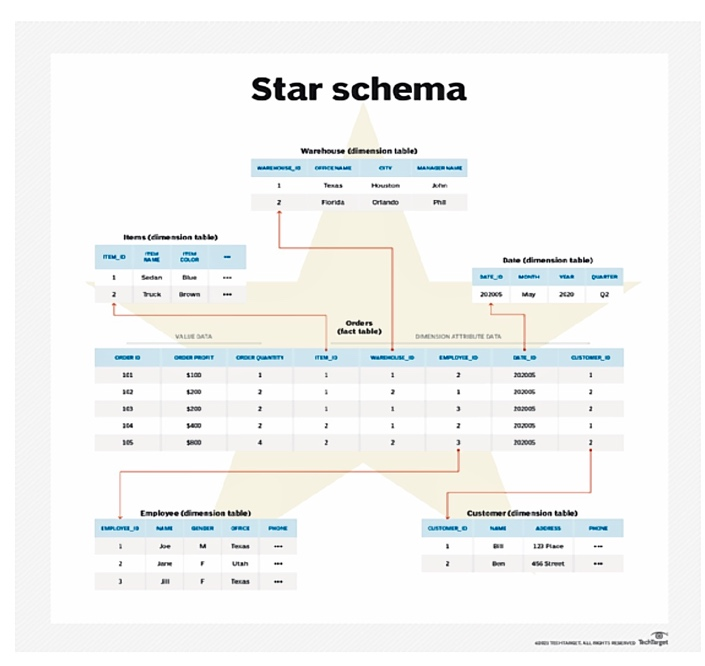 Star schema
Warehouse (dimension table)
WAREHOUSE_ID OFFICE NAME CITY MANAGER NAME
1 Texas Houston John
2 Florida Orlando Phil
Items (dimension table)
ITEM_ID ITEM NAME ITEM COLOR •••
1 Sedan Blue •••
2 Truck Brown •••
Date (dimension table)
DATE_ID MONTH YEAR QUARTER
202005 May 2020 Q2
Orders
(fact table)
VALUE DATA DIMENSION ATTRIBUTE DATA
ORDER ID ORDER PROFIT ORDER QUANTITY ITEM_ID WAREHOUSE_ID EMPLOYEE_ID DATE_ID CUSTOMER_ID
101 $100 1 1 1 2 202005 1
102 $200 2 1 2 1 202005 2
103 $200 2 1 1 3 202005 2
104 $400 2 2 1 2 202005 1
105 $800 4 2 2 3 202005 2
Employee (dimension table)
EMPLOYEE_ID NAME GENDER OFFICE PHONE
1 Joe M Texas •••
2 Jane F Utah •••
3 Jill F Texas •••
Customer (dimension table)
CUSTOMER_ID NAME ADDRESS PHONE
1 Bill 123 Place •••
2 Ben 456 Street •••
©2021 TECHTARGET. ALL RIGHTS RESERVED TechTarget